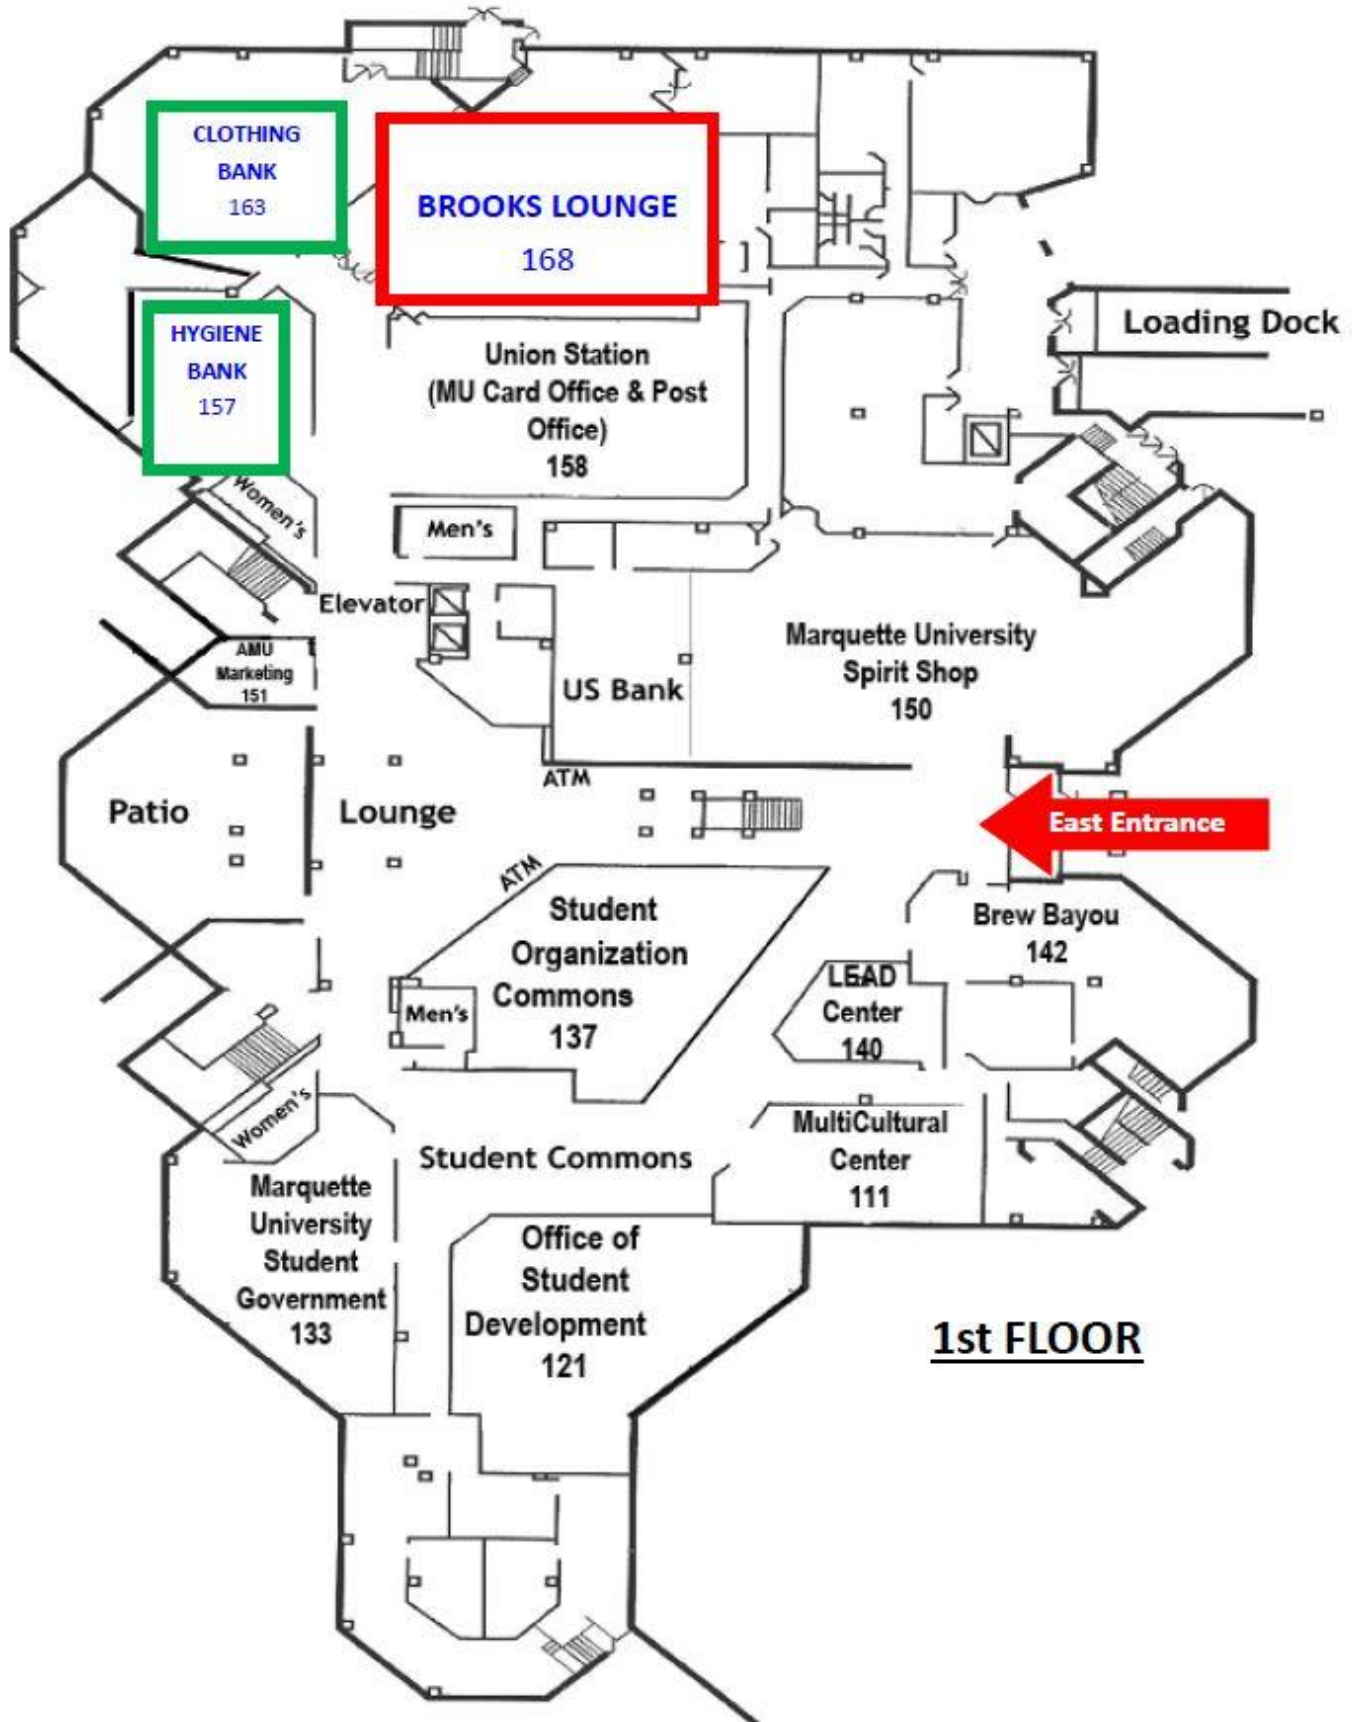 CLOTHING
BANK
163
BROOKS LOUNGE
168
HYGIENE
BANK
157
Union Station
(MU Card Office & Post
Office)
158
Loading Dock
Women's
Men's
Elevator
AMU
Marketing
151
US Bank
Marquette University
Spirit Shop
150
ATM
Patio
Lounge
East Entrance
ATM
Student
Organization
Commons
137
Men's
Brew Bayou
142
LEAD
Center
140
Women's
MultiCultural
Center
111
Student Commons
Marquette
University
Student
Government
133
Office of
Student
Development
121
1st FLOOR